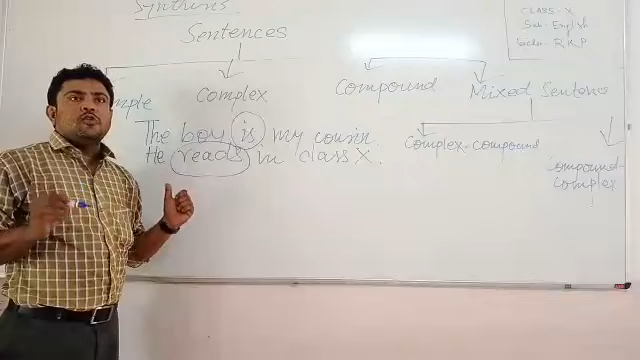 Synthesis
Sentences
CLASS - X
Sub - English
R.K.P
mple
Complex
Compound
Mixed Sentence
The boy is my cousin.
He reads in class X.
Complex-compound
Compound-
complex